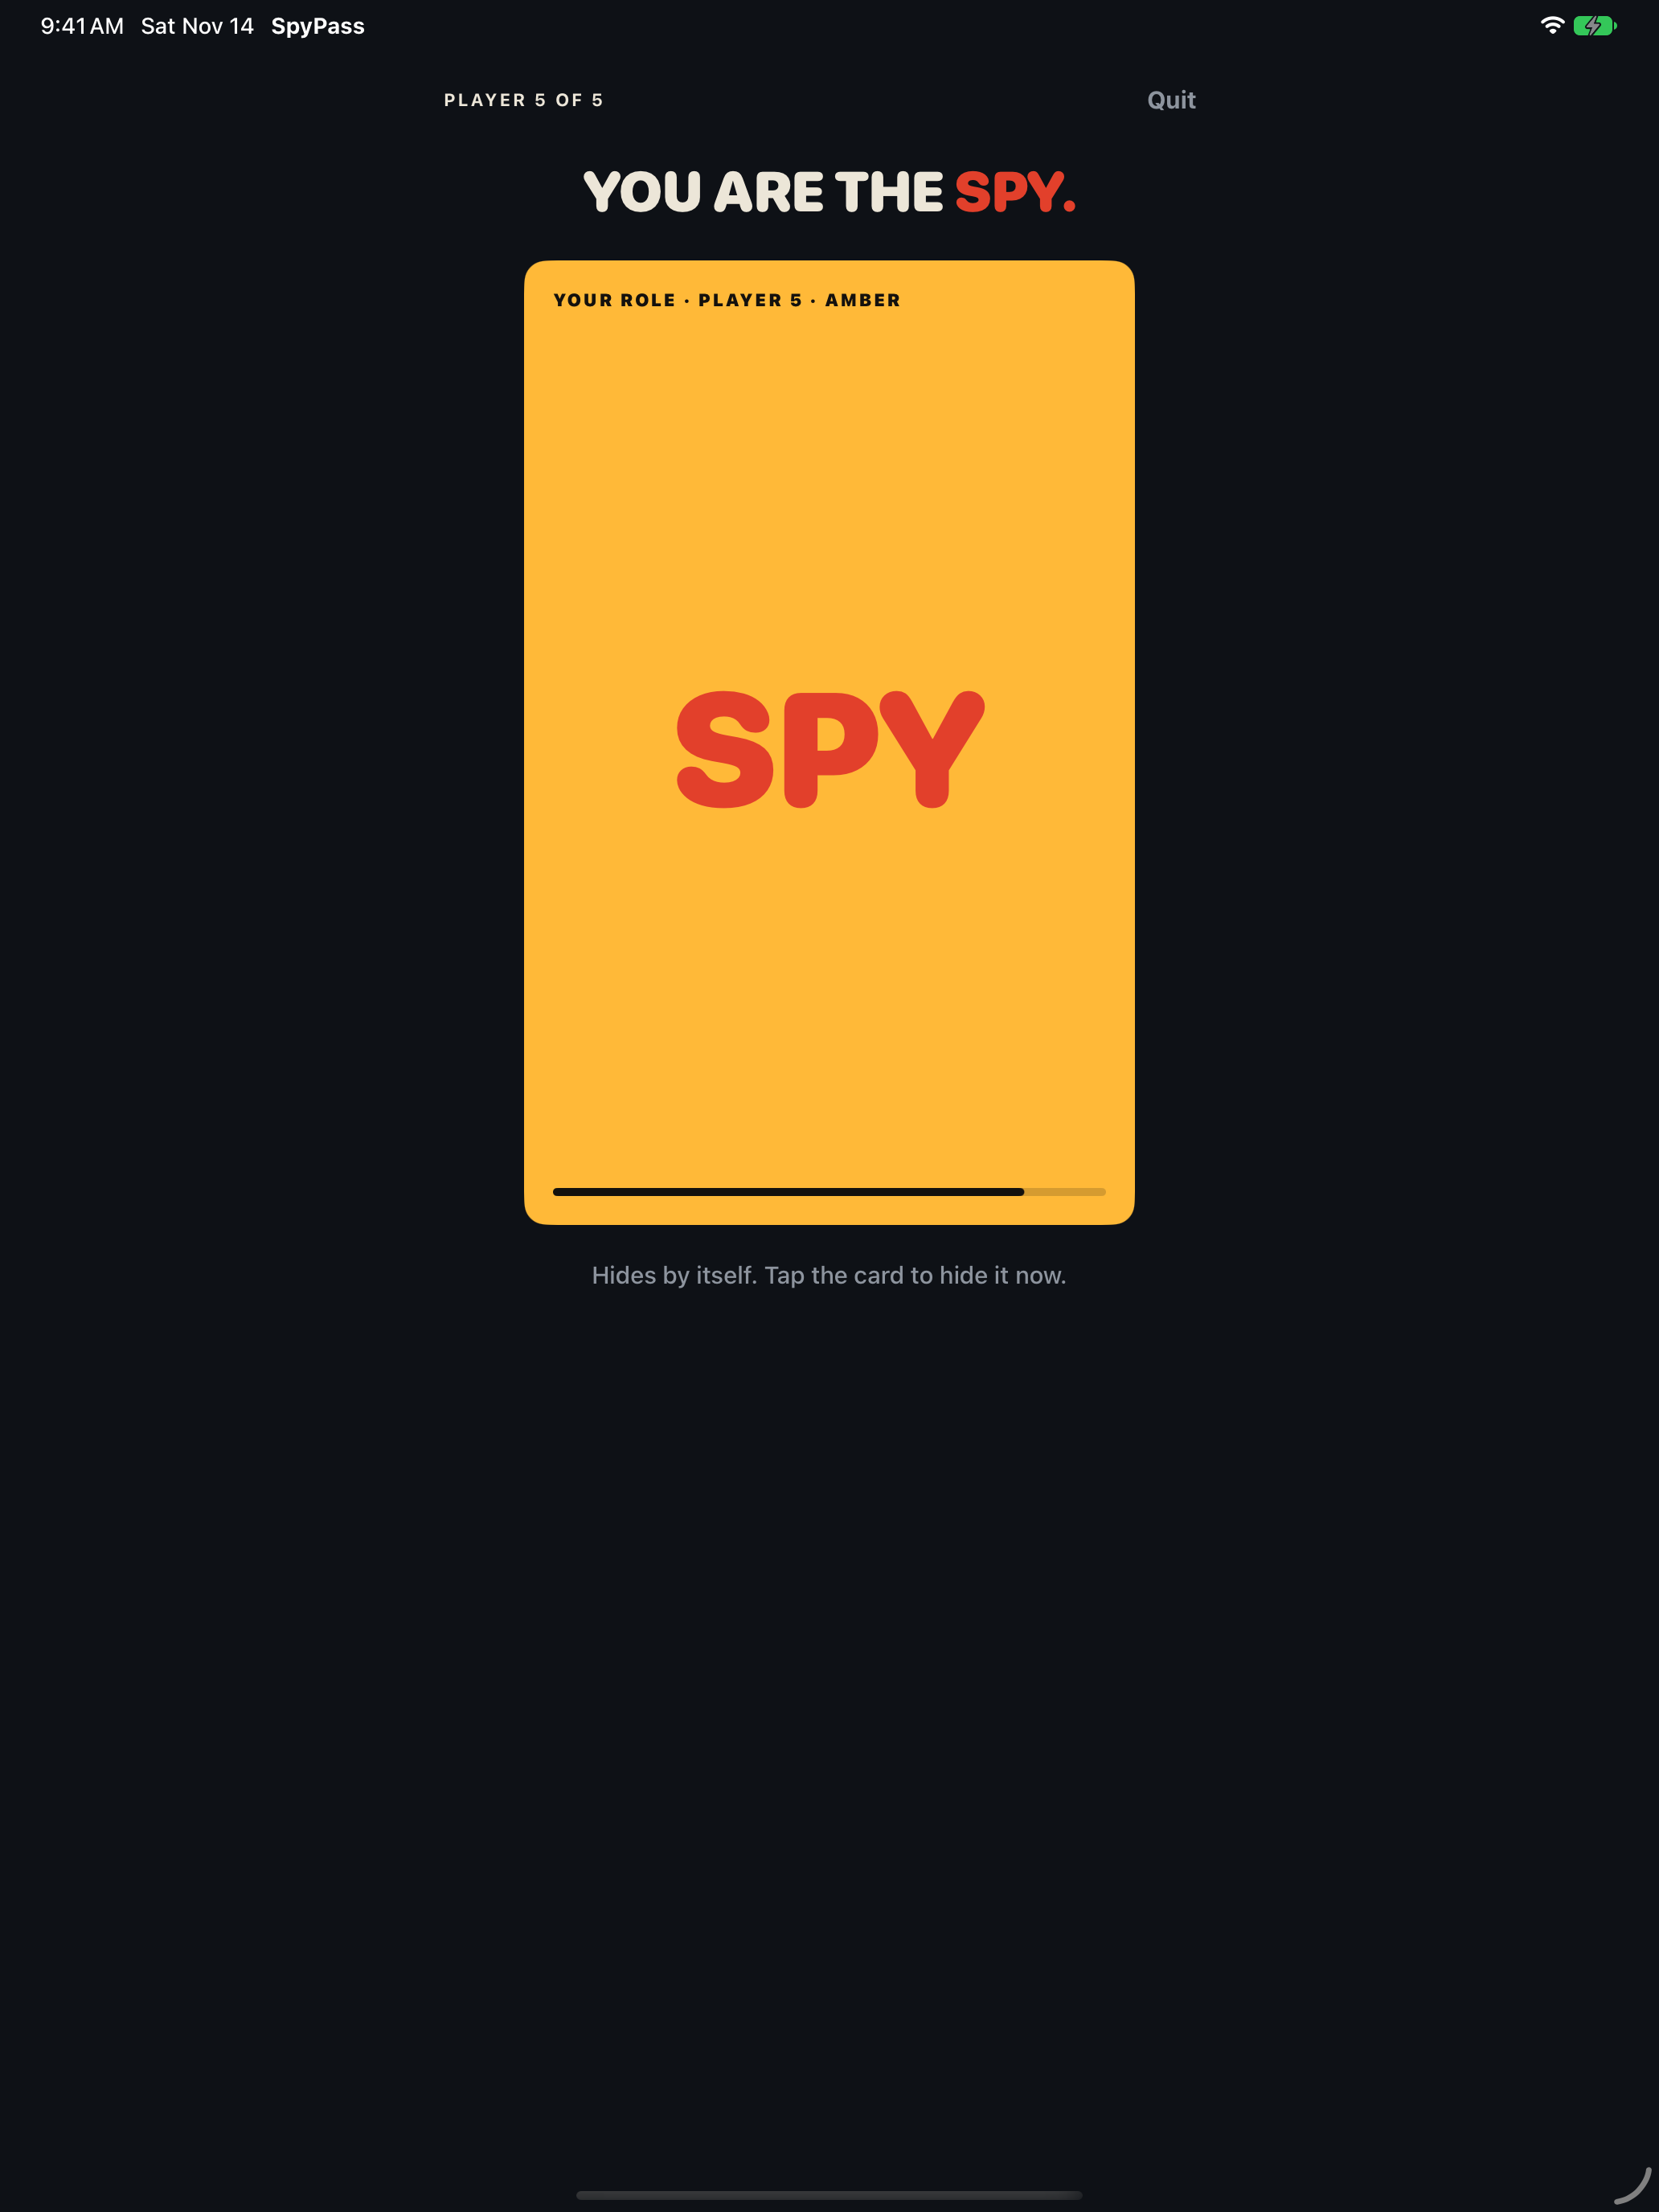 9:41 AM Sat Nov 14 SpyPass
PLAYER 5 OF 5 Quit
YOU ARE THE SPY.
YOUR ROLE · PLAYER 5 · AMBER
SPY
Hides by itself. Tap the card to hide it now.